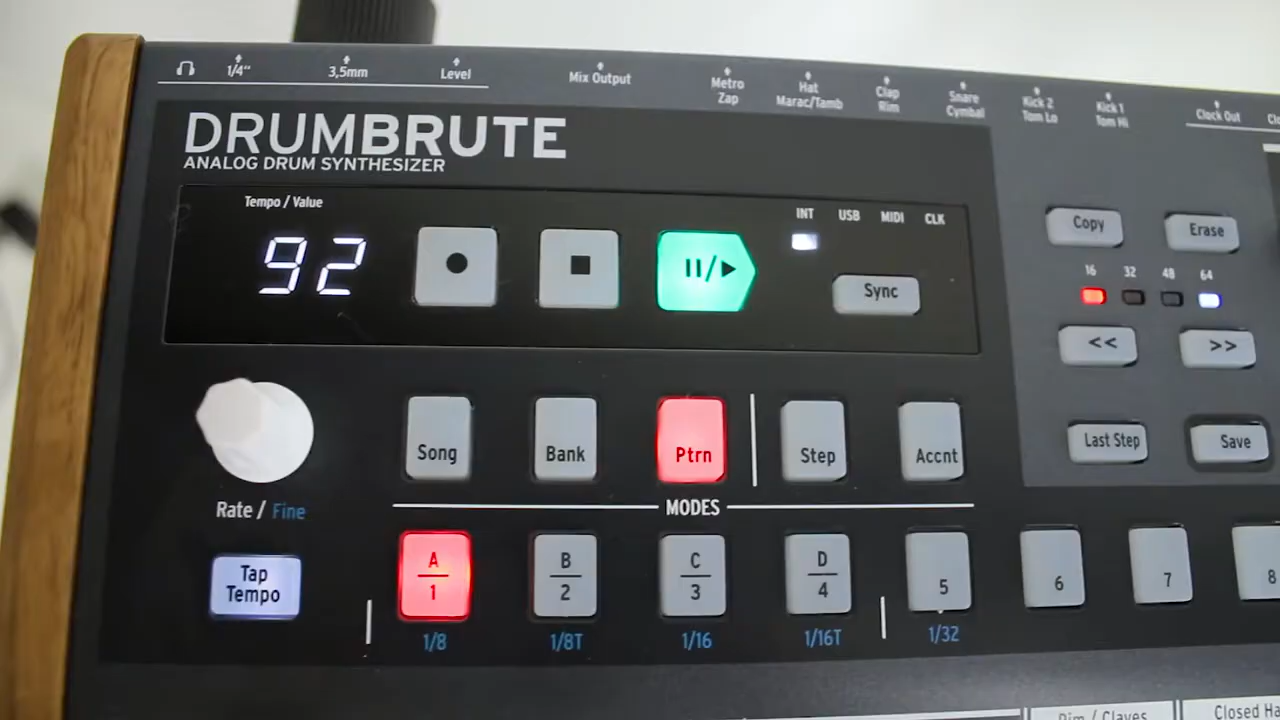 1/4" 3,5mm Level Mix Output Metro Zap Hat Marac/Tamb Clap Rim Snare Cymbal Kick 2 Tom Lo Kick 1 Tom Hi Clock Out
DRUMBRUTE
ANALOG DRUM SYNTHESIZER
Tempo / Value
INT USB MIDI CLK
92
Sync
Copy Erase
16 32 48 64
<< >>
Song Bank Ptrn Step Accnt
Last Step Save
Rate / Fine
MODES
Tap Tempo
A 1 B 2 C 3 D 4 5 6 7 8
1/8 1/8T 1/16 1/16T 1/32
Rim / Claves